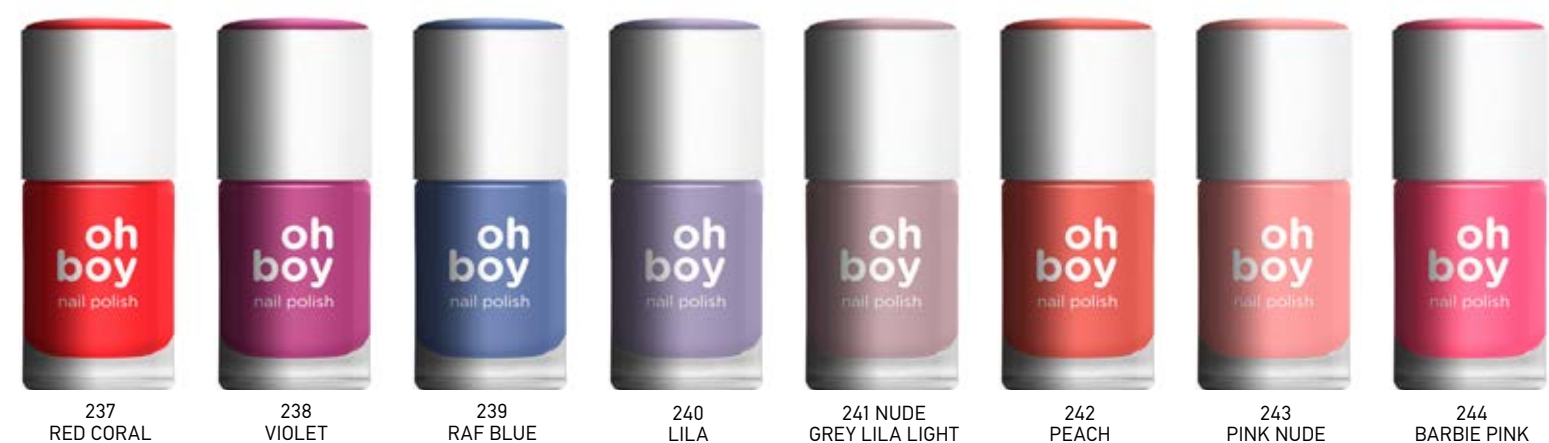 oh
boy
nail polish
237
RED CORAL
oh
boy
nail polish
238
VIOLET
oh
boy
nail polish
239
RAF BLUE
oh
boy
nail polish
240
LILA
oh
boy
nail polish
241 NUDE
GREY LILA LIGHT
oh
boy
nail polish
242
PEACH
oh
boy
nail polish
243
PINK NUDE
oh
boy
nail polish
244
BARBIE PINK